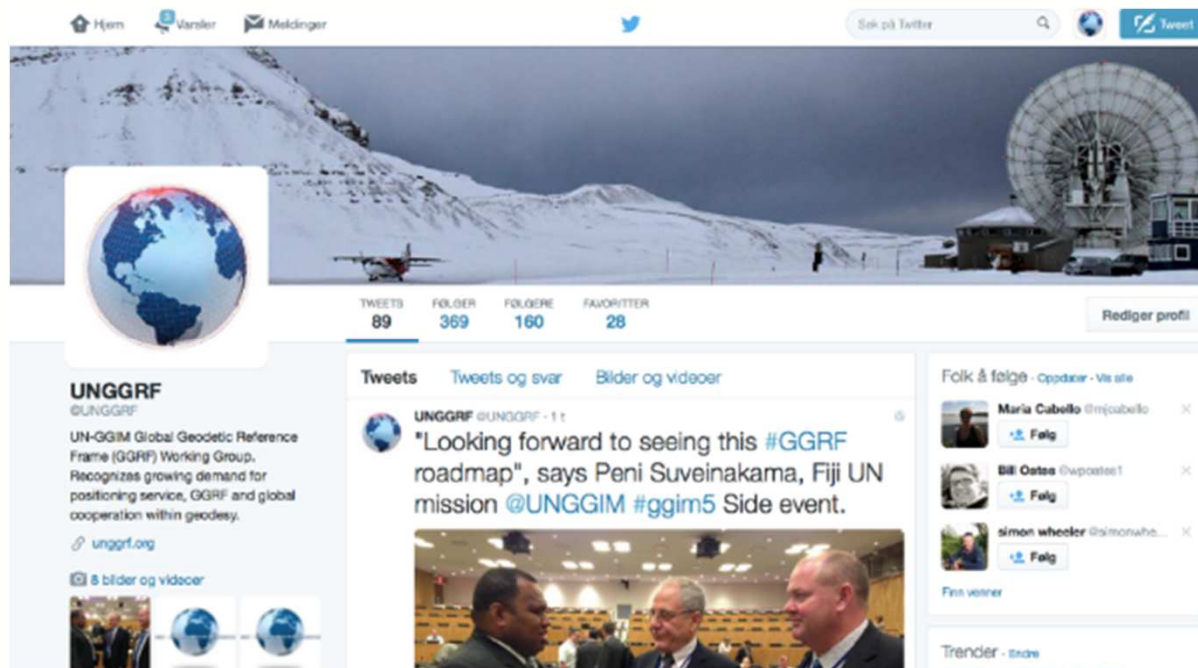 Hjem
Varsler
Meldinger
Søk på Twitter
Tweet
TWEETS
89
FØLGER
369
FØLGERE
160
FAVORITTER
28
Rediger profil
UNGGRF
@UNGGRF
UN-GGIM Global Geodetic Reference
Frame (GGRF) Working Group.
Recognizes growing demand for
positioning service, GGRF and global
cooperation within geodesy.
unggrf.org
8 bilder og videoer
Tweets
Tweets og svar
Bilder og videoer
UNGGRF @UNGGRF · 1 t
"Looking forward to seeing this #GGRF
roadmap", says Peni Suveinakama, Fiji UN
mission @UNGGIM #ggim5 Side event.
Folk å følge · Oppdater · Vis alle
Maria Cabello @mjcabello
Følg
Bill Oates @wpoates1
Følg
simon wheeler @simonwhe...
Følg
Finn venner
Trender · Endre